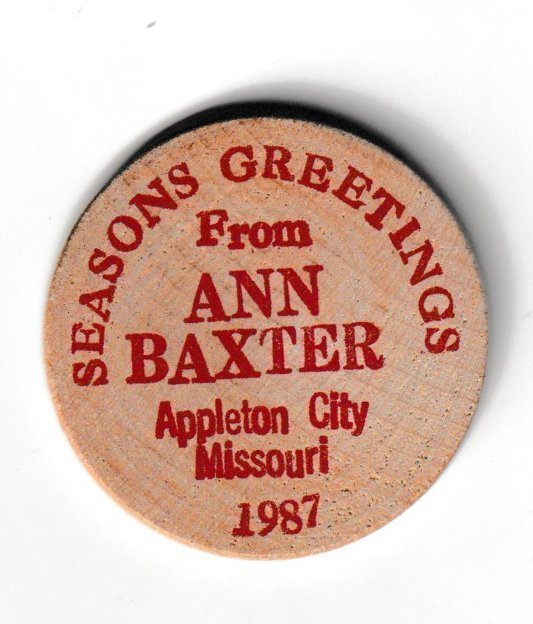 SEASONS GREETINGS
From
ANN
BAXTER
Appleton City
Missouri
1987